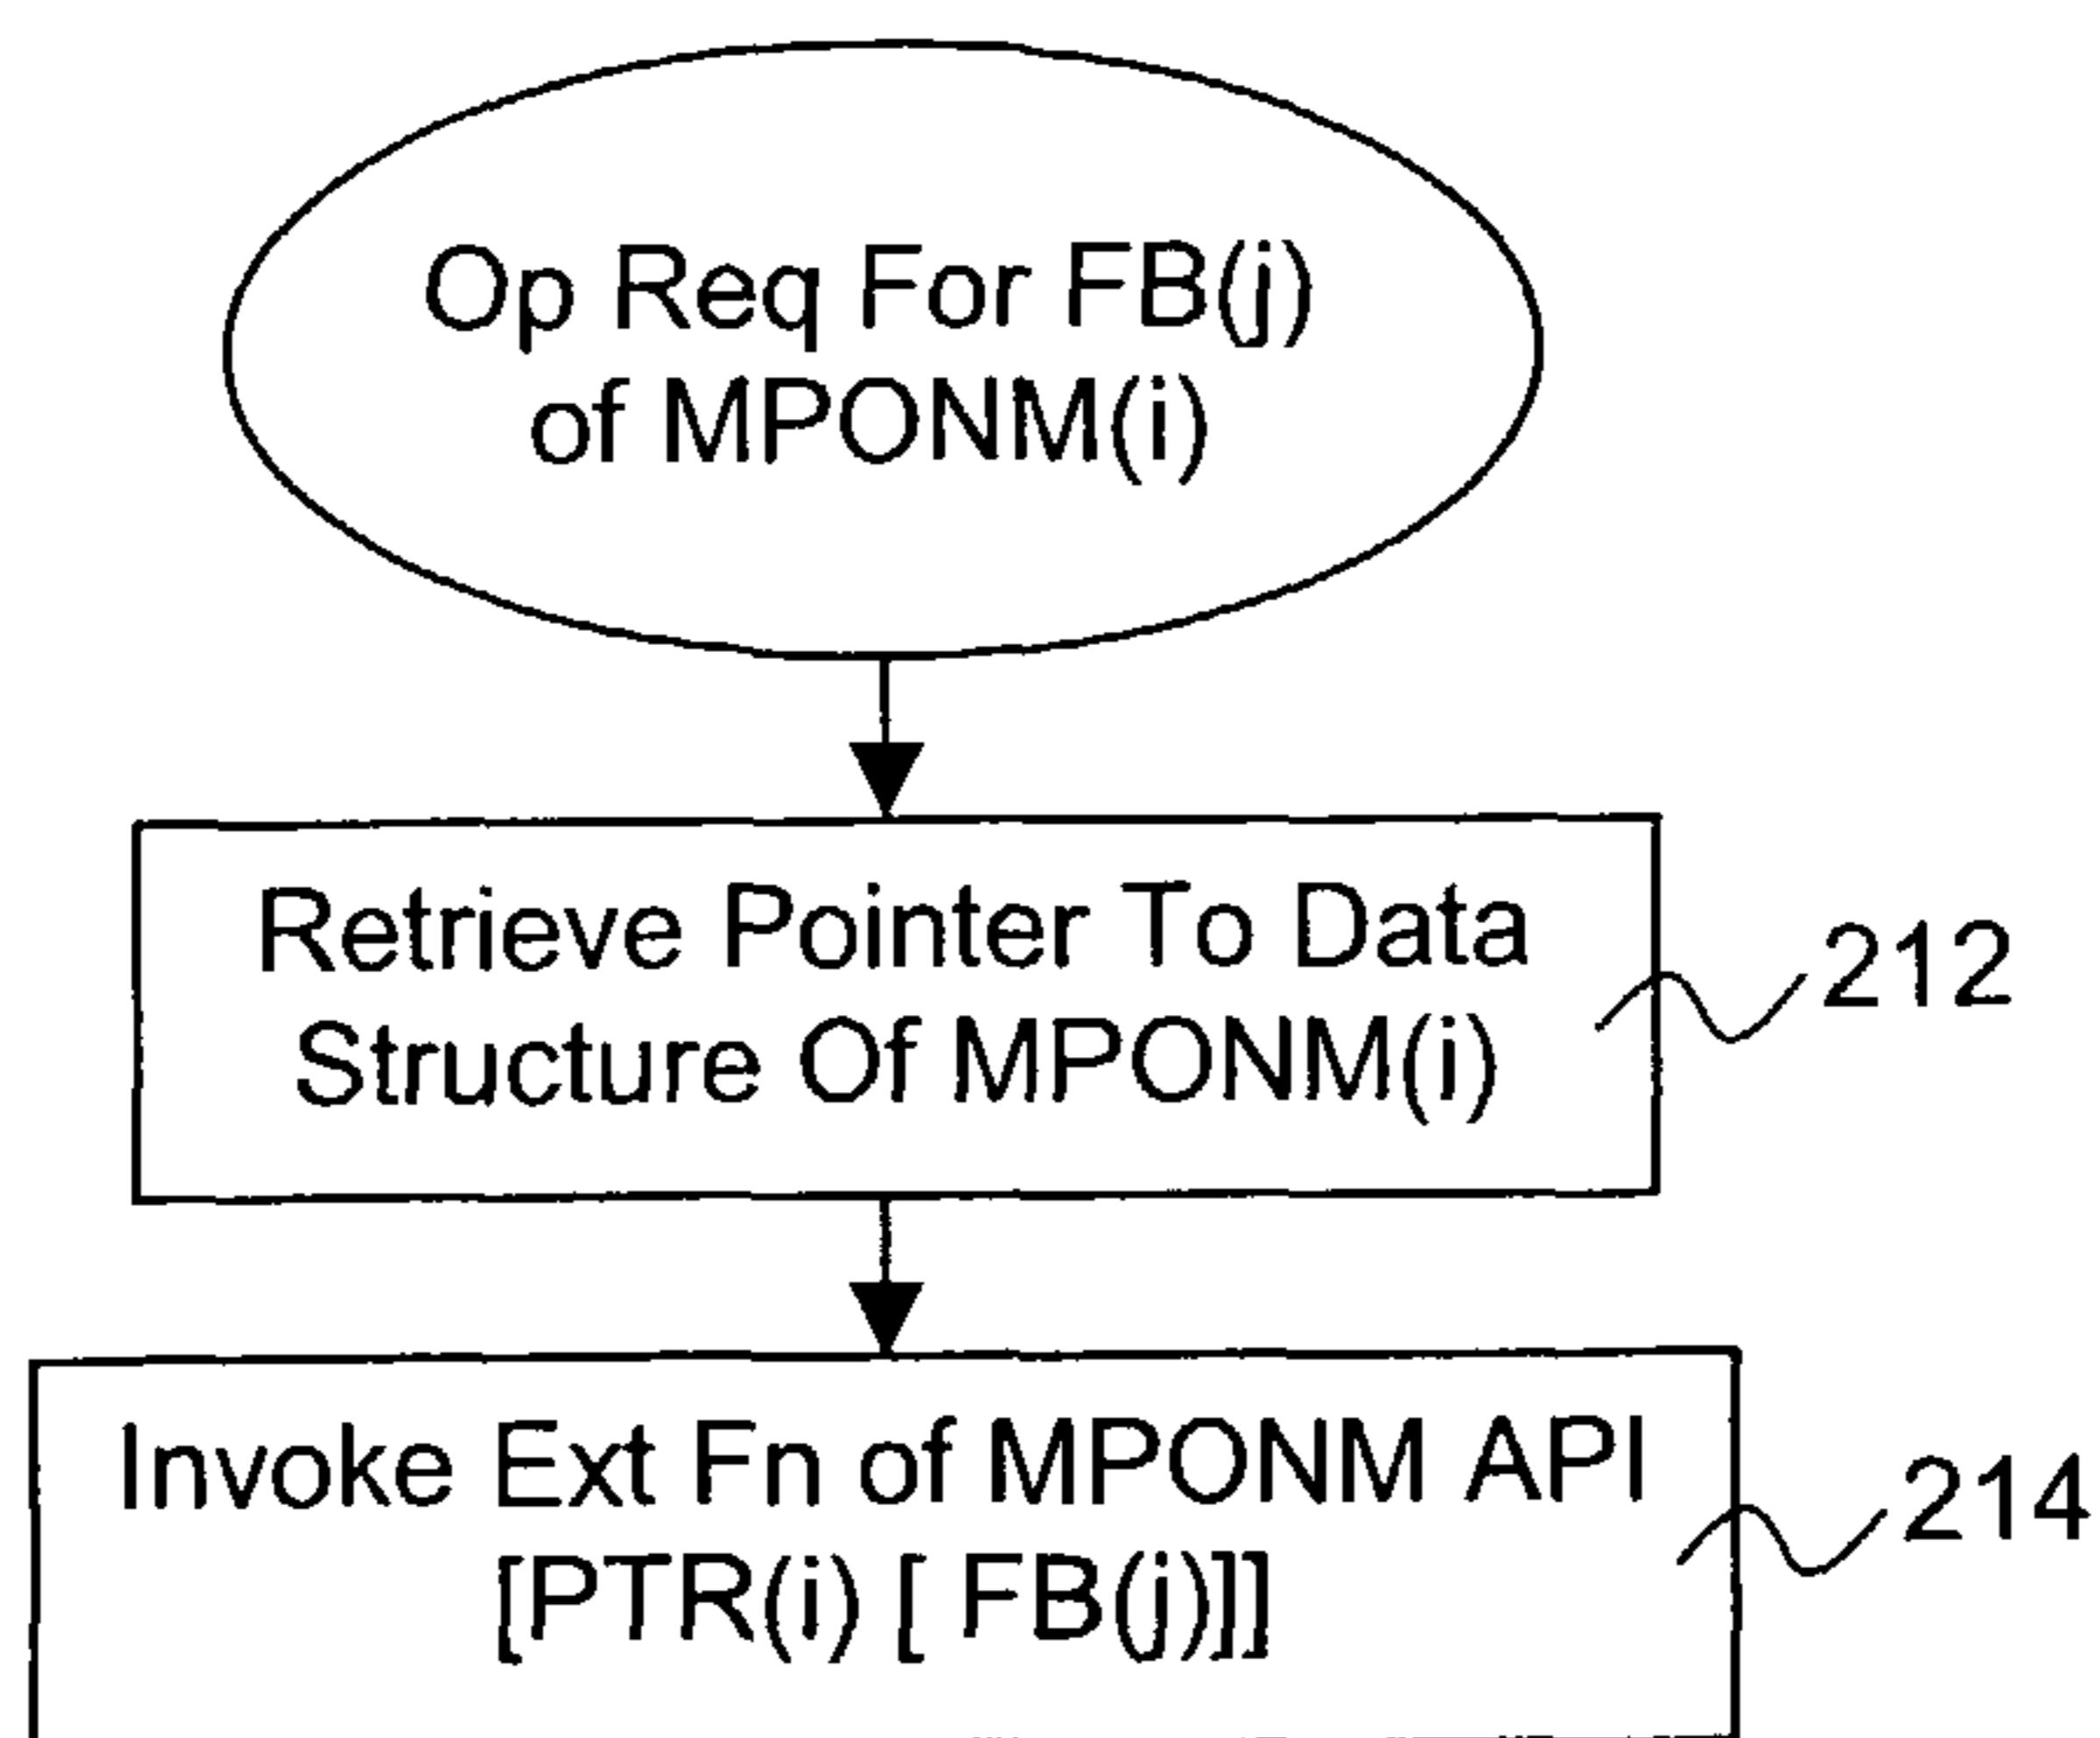 Op Req For FB(j)
of MPONM(i)
Retrieve Pointer To Data
Structure Of MPONM(i)
212
Invoke Ext Fn of MPONM API
[PTR(i) [ FB(j)]]
214